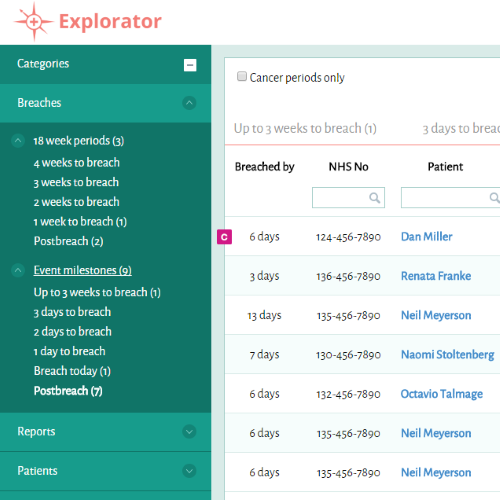 Explorator
Categories
Breaches
18 week periods (3)
4 weeks to breach
3 weeks to breach
2 weeks to breach
1 week to breach (1)
Postbreach (2)
Event milestones (9)
Up to 3 weeks to breach (1)
3 days to breach
2 days to breach
1 day to breach
Breach today (1)
Postbreach (7)
Reports
Patients
Cancer periods only
Up to 3 weeks to breach (1) 3 days to breac
Breached by NHS No Patient
C 6 days 124-456-7890 Dan Miller
3 days 136-456-7890 Renata Franke
13 days 135-456-7890 Neil Meyerson
7 days 130-456-7890 Naomi Stoltenberg
6 days 132-456-7890 Octavio Talmage
6 days 135-456-7890 Neil Meyerson
6 days 135-456-7890 Neil Meyerson